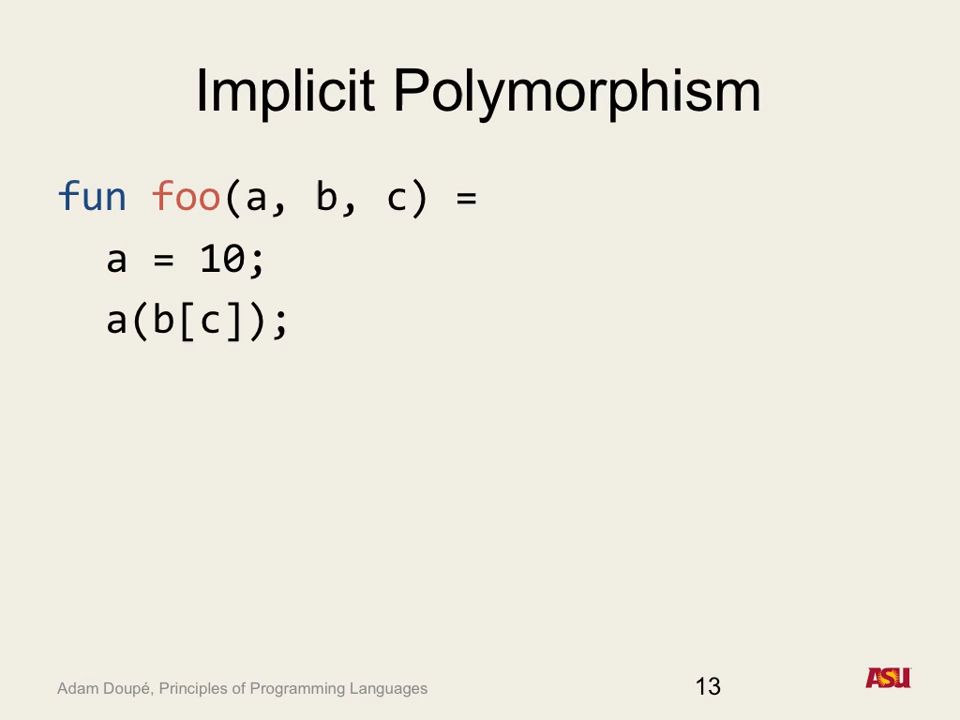 Implicit Polymorphism
fun foo(a, b, c) =
a = 10;
a(b[c]);
Adam Doupé, Principles of Programming Languages
13
ASU